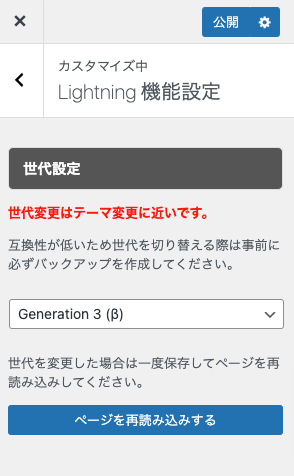 公開
カスタマイズ中
Lightning 機能設定
世代設定
世代変更はテーマ変更に近いです。
互換性が低いため世代を切り替える際は事前に
必ずバックアップを作成してください。
Generation 3 (β)
世代を変更した場合は一度保存してページを再
読み込みしてください。
ページを再読み込みする